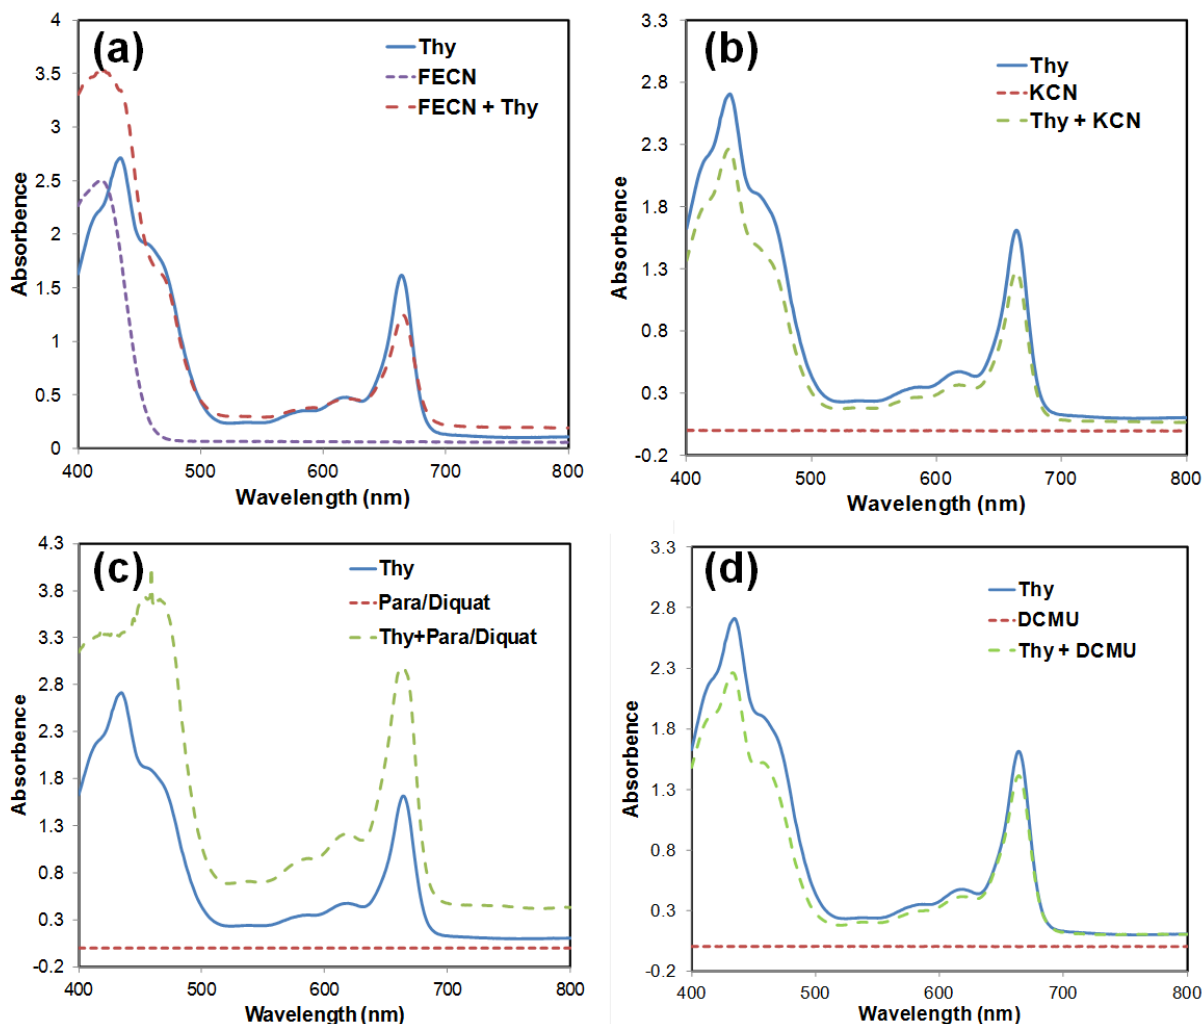 (a)
Thy
FECN
FECN + Thy
4
3.5
3
2.5
2
1.5
1
0.5
0
Absorbence
400
500
600
700
800
Wavelength (nm)
(b)
Thy
KCN
Thy + KCN
3.3
2.8
2.3
1.8
1.3
0.8
0.3
-0.2
Absorbence
400
500
600
700
800
Wavelength (nm)
(c)
Thy
Para/Diquat
Thy+Para/Diquat
4.3
3.8
3.3
2.8
2.3
1.8
1.3
0.8
0.3
-0.2
Absorbence
400
500
600
700
800
Wavelength (nm)
(d)
Thy
DCMU
Thy + DCMU
3.3
2.8
2.3
1.8
1.3
0.8
0.3
-0.2
Absorbence
400
500
600
700
800
Wavelength (nm)